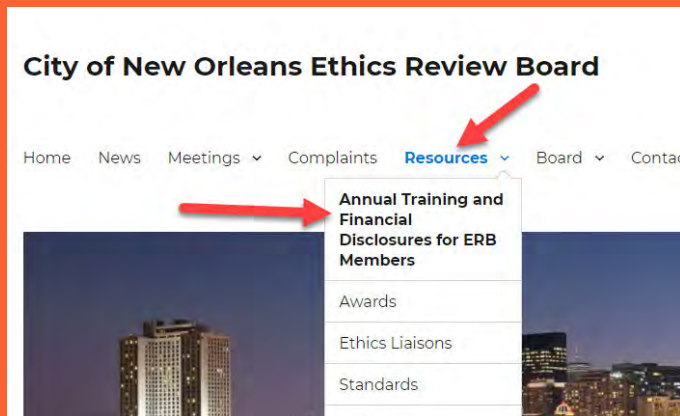 City of New Orleans Ethics Review Board
Home News Meetings Complaints Resources Board
Annual Training and
Financial
Disclosures for ERB
Members
Awards
Ethics Liaisons
Standards